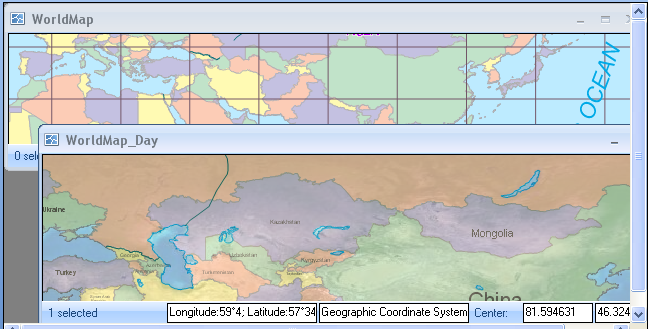 WorldMap
OCEAN
0 sele
WorldMap_Day
Ukraine
Kazakhstan
Mongolia
Georgia
Uzbekistan
Kyrgyzstan
Turkey
Turkmenistan
China
1 selected
Longitude:59°4; Latitude:57°34
Geographic Coordinate System
Center:
81.594631
46.324